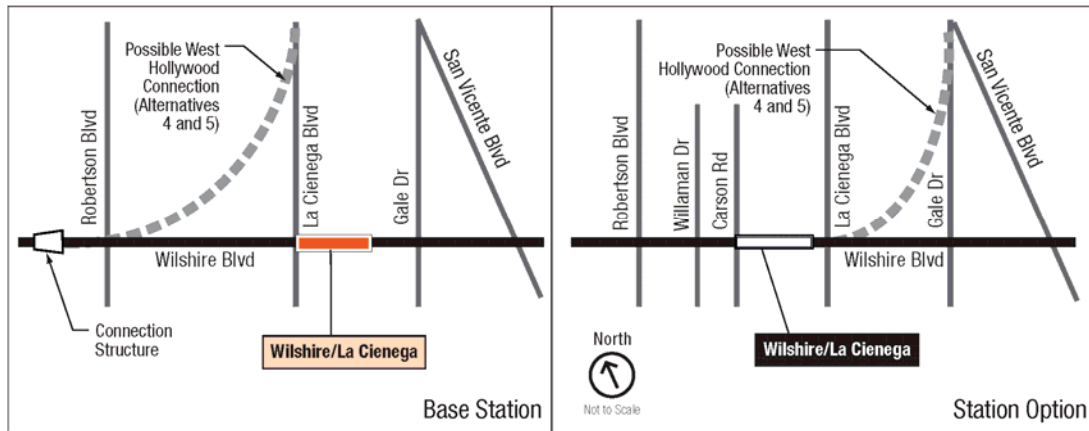 Possible West
Hollywood
Connection
(Alternatives
4 and 5)
Robertson Blvd
La Cienega Blvd
Gale Dr
San Vicente Blvd
Wilshire Blvd
Connection
Structure
Wilshire/La Cienega
Base Station
Possible West
Hollywood Connection
(Alternatives
4 and 5)
Robertson Blvd
Willaman Dr
Carson Rd
La Cienega Blvd
Gale Dr
San Vicente Blvd
Wilshire Blvd
Wilshire/La Cienega
North
Not to Scale
Station Option